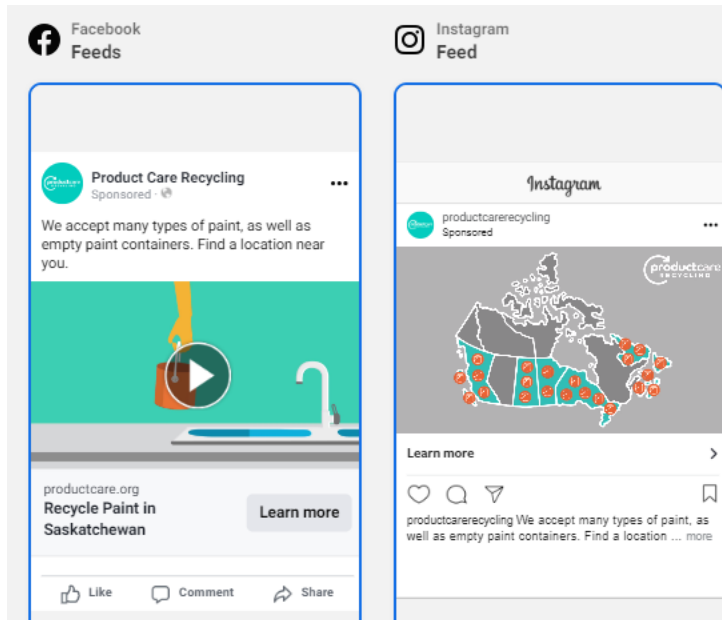 Facebook
Feeds
Product Care Recycling
Sponsored ·
We accept many types of paint, as well as
empty paint containers. Find a location near
you.
productcare.org
Recycle Paint in
Saskatchewan
Learn more
Like
Comment
Share
Instagram
Feed
Instagram
productcarerecycling
Sponsored
productcare
RECYCLING
Learn more
productcarerecycling We accept many types of paint, as
well as empty paint containers. Find a location ... more